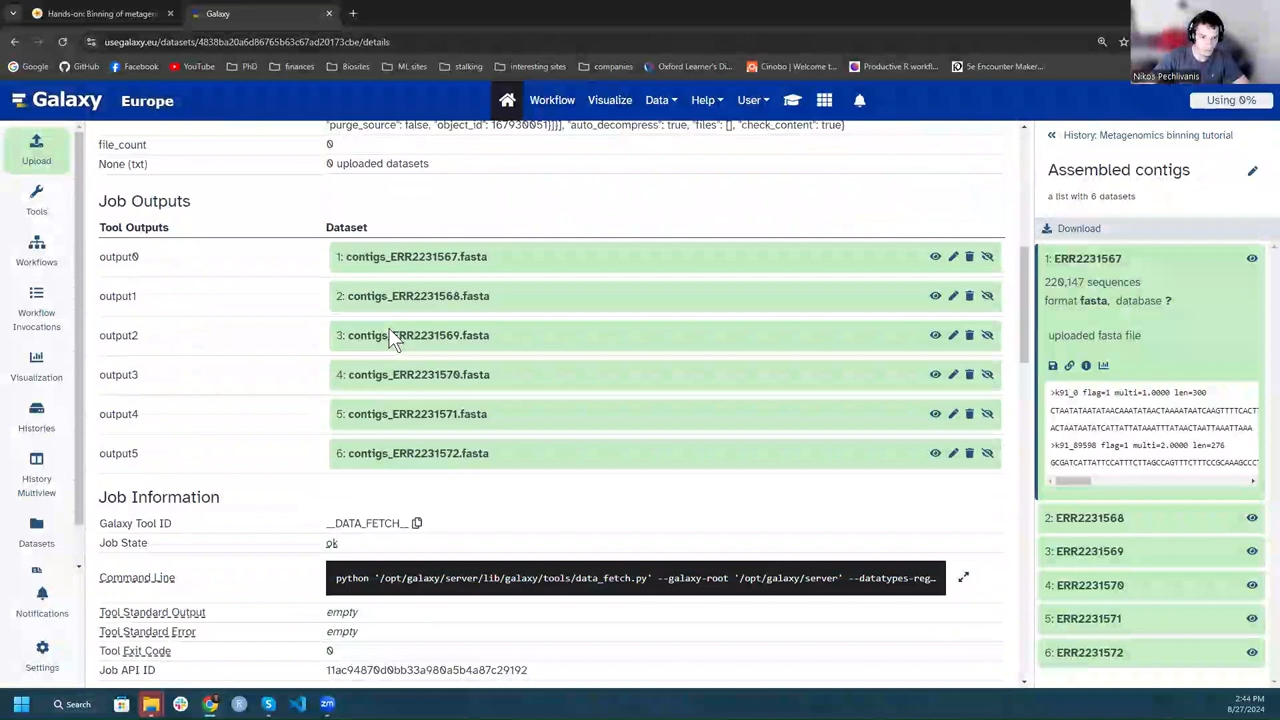 Hands-on: Binning of metagen
Galaxy
usegalaxy.eu/datasets/4838ba20a6d86765b63c67ad20173cbe/details
Google
GitHub
Facebook
YouTube
PhD
finances
Biosites
ML sites
stalking
interesting sites
companies
Oxford Learner's Di...
Cinobo | Welcome t...
Productive R workfl...
5e Encounter Maker...
Nikos Pechlivanis
Galaxy Europe
Workflow
Visualize
Data
Help
User
Using 0%
Upload
Tools
Workflows
Workflow
Invocations
Visualization
Histories
History
Multiview
Datasets
Notifications
Settings
"purge_source": false, "object_id": 167930051}}}], "auto_decompress": true, "files": [], "check_content": true}
file_count 0
None (txt) 0 uploaded datasets
Job Outputs
Tool Outputs Dataset
output0 1: contigs_ERR2231567.fasta
output1 2: contigs_ERR2231568.fasta
output2 3: contigs_ERR2231569.fasta
output3 4: contigs_ERR2231570.fasta
output4 5: contigs_ERR2231571.fasta
output5 6: contigs_ERR2231572.fasta
Job Information
Galaxy Tool ID __DATA_FETCH__
Job State ok
Command Line python '/opt/galaxy/server/lib/galaxy/tools/data_fetch.py' --galaxy-root '/opt/galaxy/server' --datatypes-reg…
Tool Standard Output empty
Tool Standard Error empty
Tool Exit Code 0
Job API ID 11ac94870d0bb33a980a5b4a87c29192
History: Metagenomics binning tutorial
Assembled contigs
a list with 6 datasets
Download
1: ERR2231567
220,147 sequences
format fasta, database ?
uploaded fasta file
>k91_0 flag=1 multi=1.0000 len=300
CTAATATAATATAACAAATATAACTAAAATAATCAAGTTTTCACTT
ACTAATAATATCATTATTATAAATTTATAACTAATTAAATTAAA
>k91_89598 flag=1 multi=2.0000 len=276
GCGATCATTATTCCATTTCTTAGCCAGTTTCTTTCCGCAAAGCCCT
2: ERR2231568
3: ERR2231569
4: ERR2231570
5: ERR2231571
6: ERR2231572
Search
2:44 PM
8/27/2024